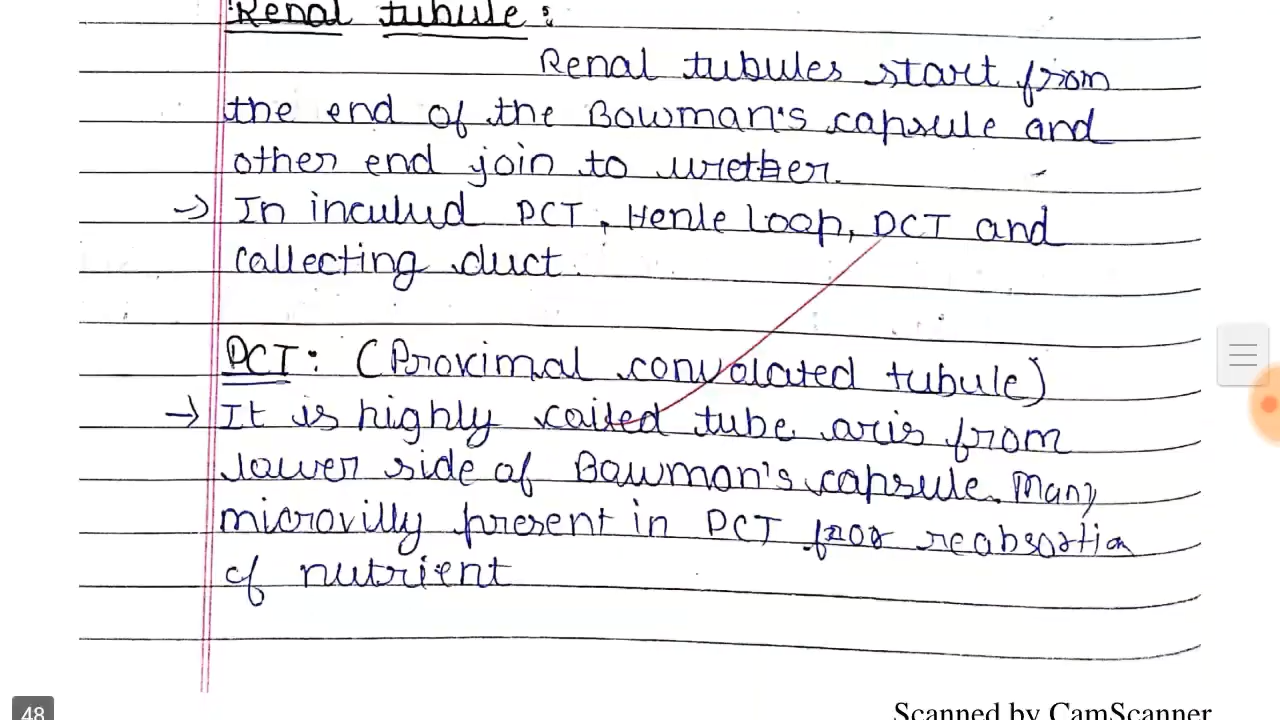 Renal tubule:
Renal tubules start from
the end of the Bowman's capsule and
other end join to urether.
→ In inculud PCT, Henle Loop, DCT and
callecting duct.
PCT: (Proximal convolated tubule)
→ It is highly coiled tube aris from
lower side of Bowman's capsule. Many
microvilly present in PCT for reabsortion
of nutrient
48
Scanned by CamScanner